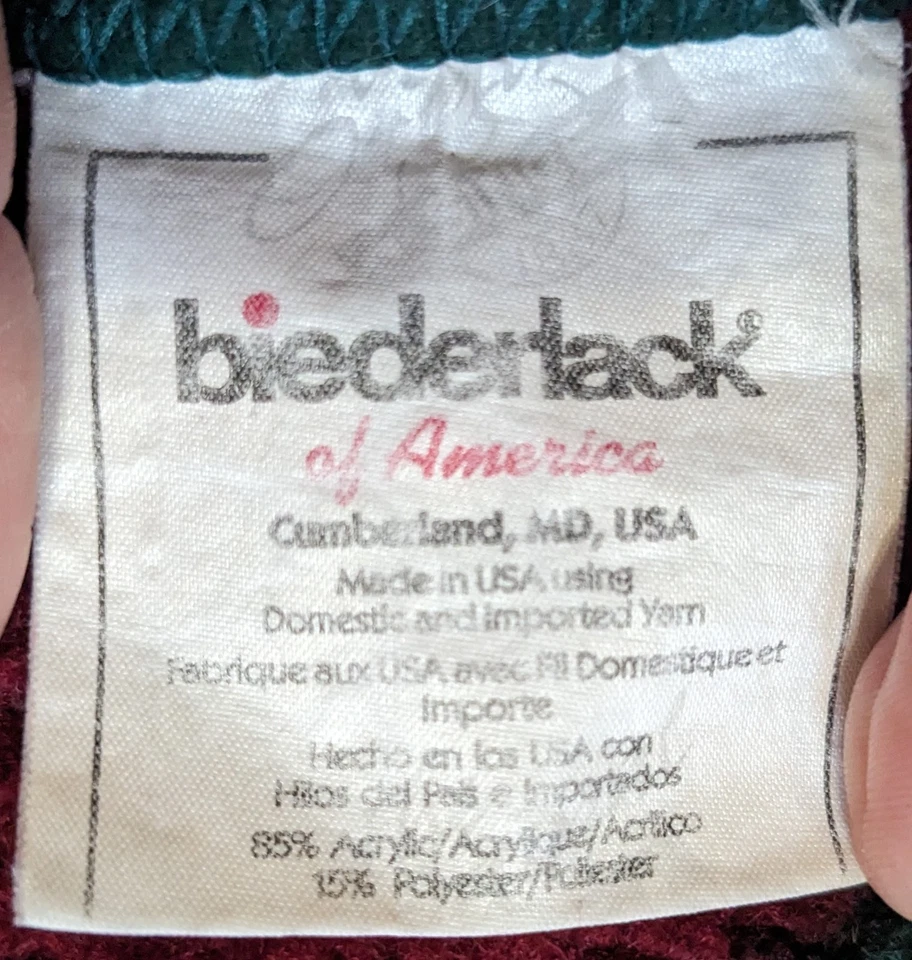 biederlack®
of America
Cumberland, MD, USA
Made in USA using
Domestic and Imported Yarn
Fabrique aux USA avec Fil Domestique et
Importe
Hecho en los USA con
Hilos del Pais e Importados
85% Acrylic/Acrylique/Acrilico
15% Polyester/Poliester